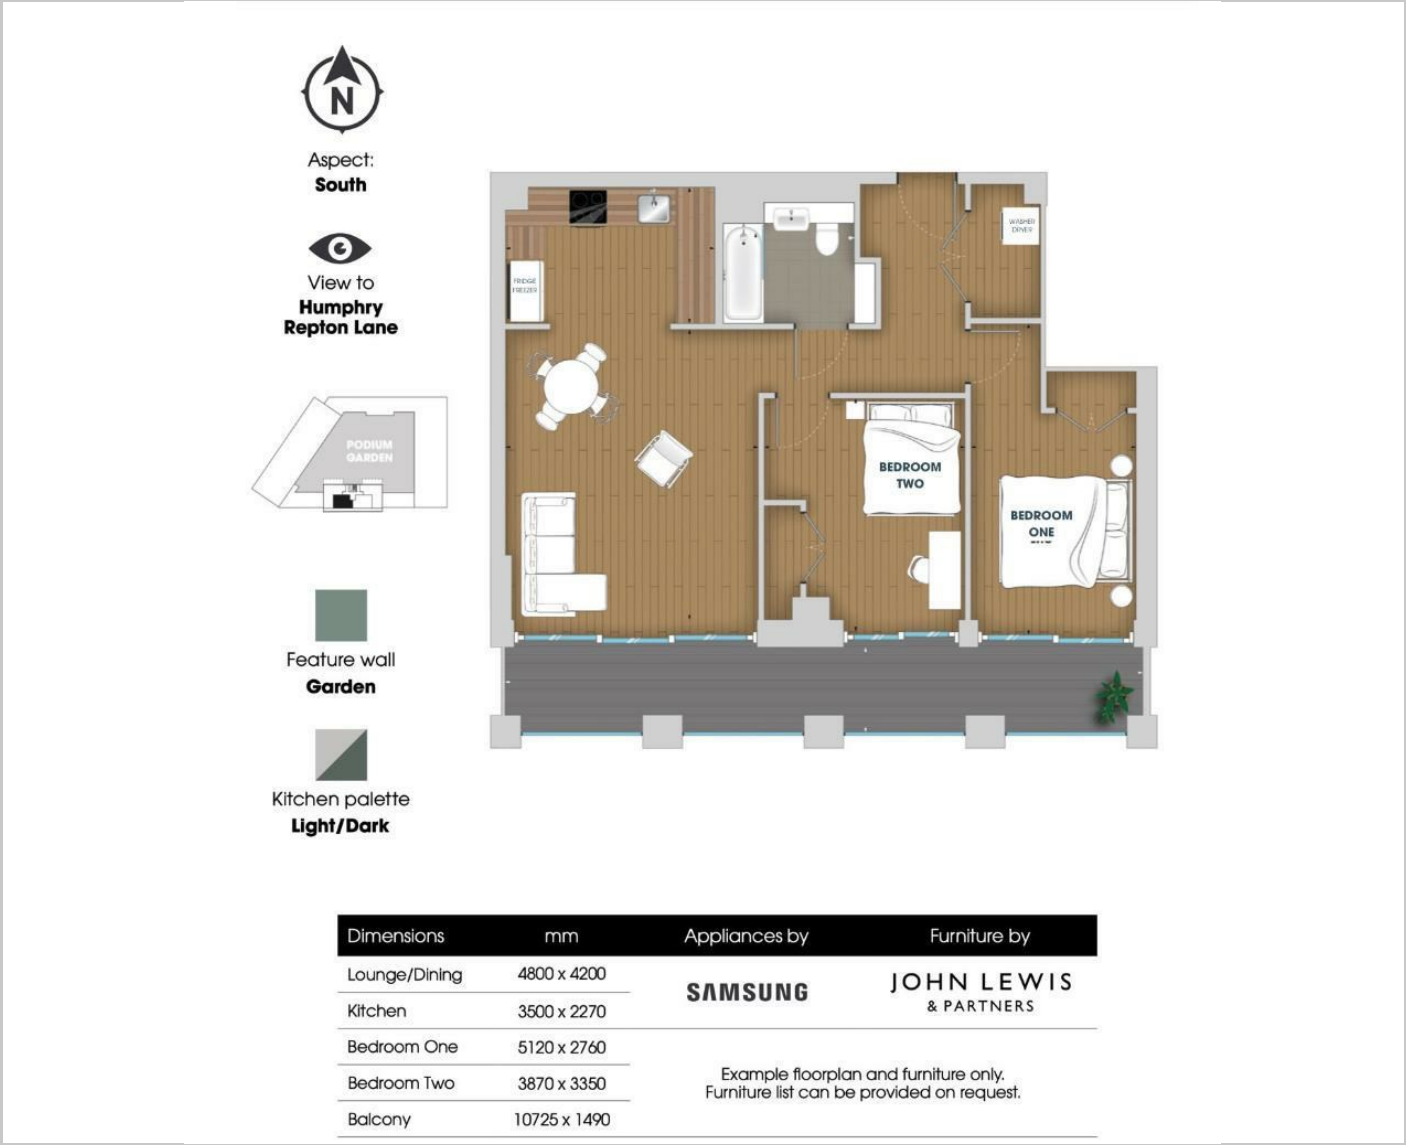 N
Aspect:
South
View to
Humphry
Repton Lane
PODIUM
GARDEN
Feature wall
Garden
Kitchen palette
Light/Dark
FRIDGE
FREEZER
WASHER
DRIER
BEDROOM
TWO
BEDROOM
ONE
Dimensions mm Appliances by Furniture by
Lounge/Dining 4800 x 4200
Kitchen 3500 x 2270
Bedroom One 5120 x 2760
Bedroom Two 3870 x 3350
Balcony 10725 x 1490
SAMSUNG
JOHN LEWIS
& PARTNERS
Example floorplan and furniture only.
Furniture list can be provided on request.